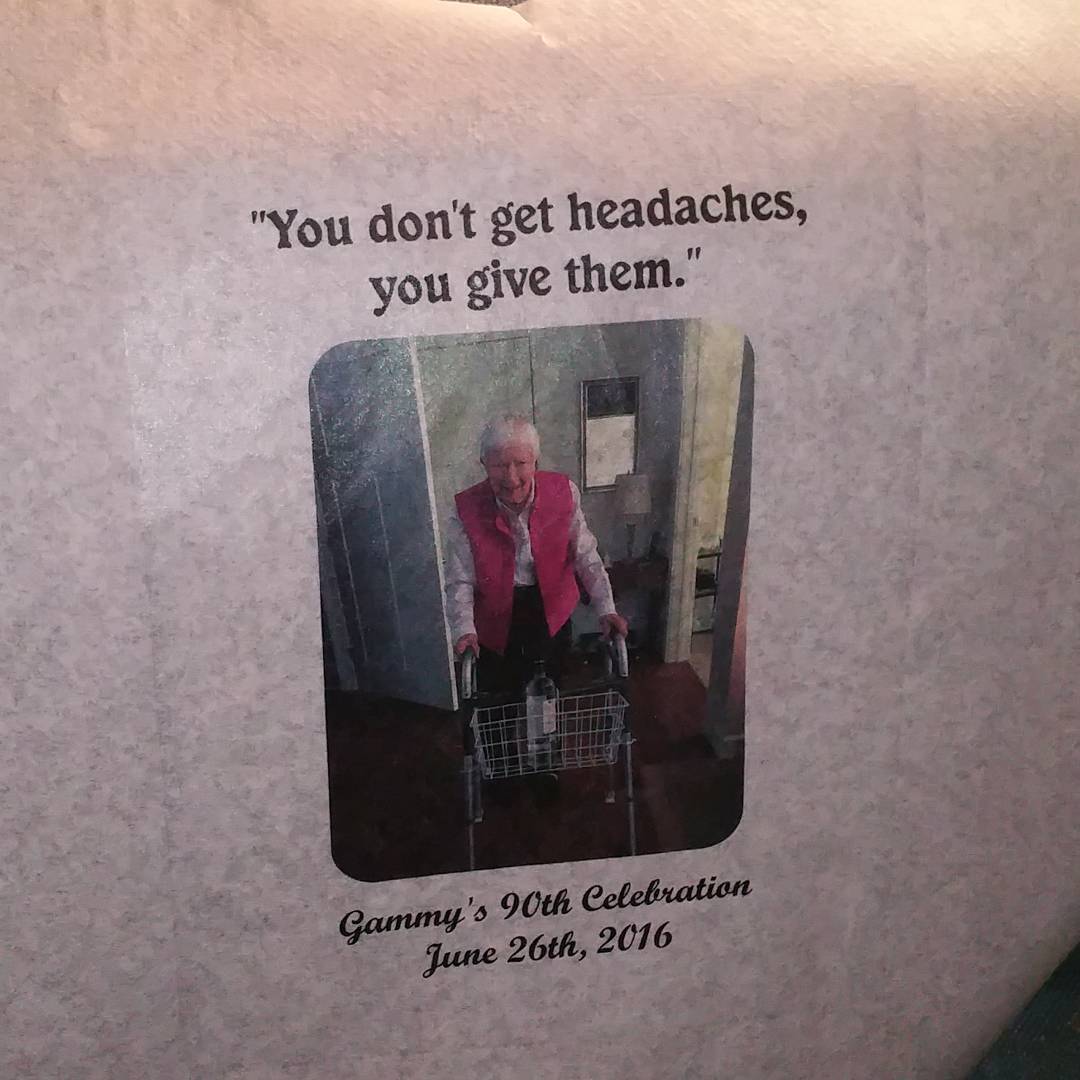 "You don't get headaches,
you give them."
Gammy's 90th Celebration
June 26th, 2016